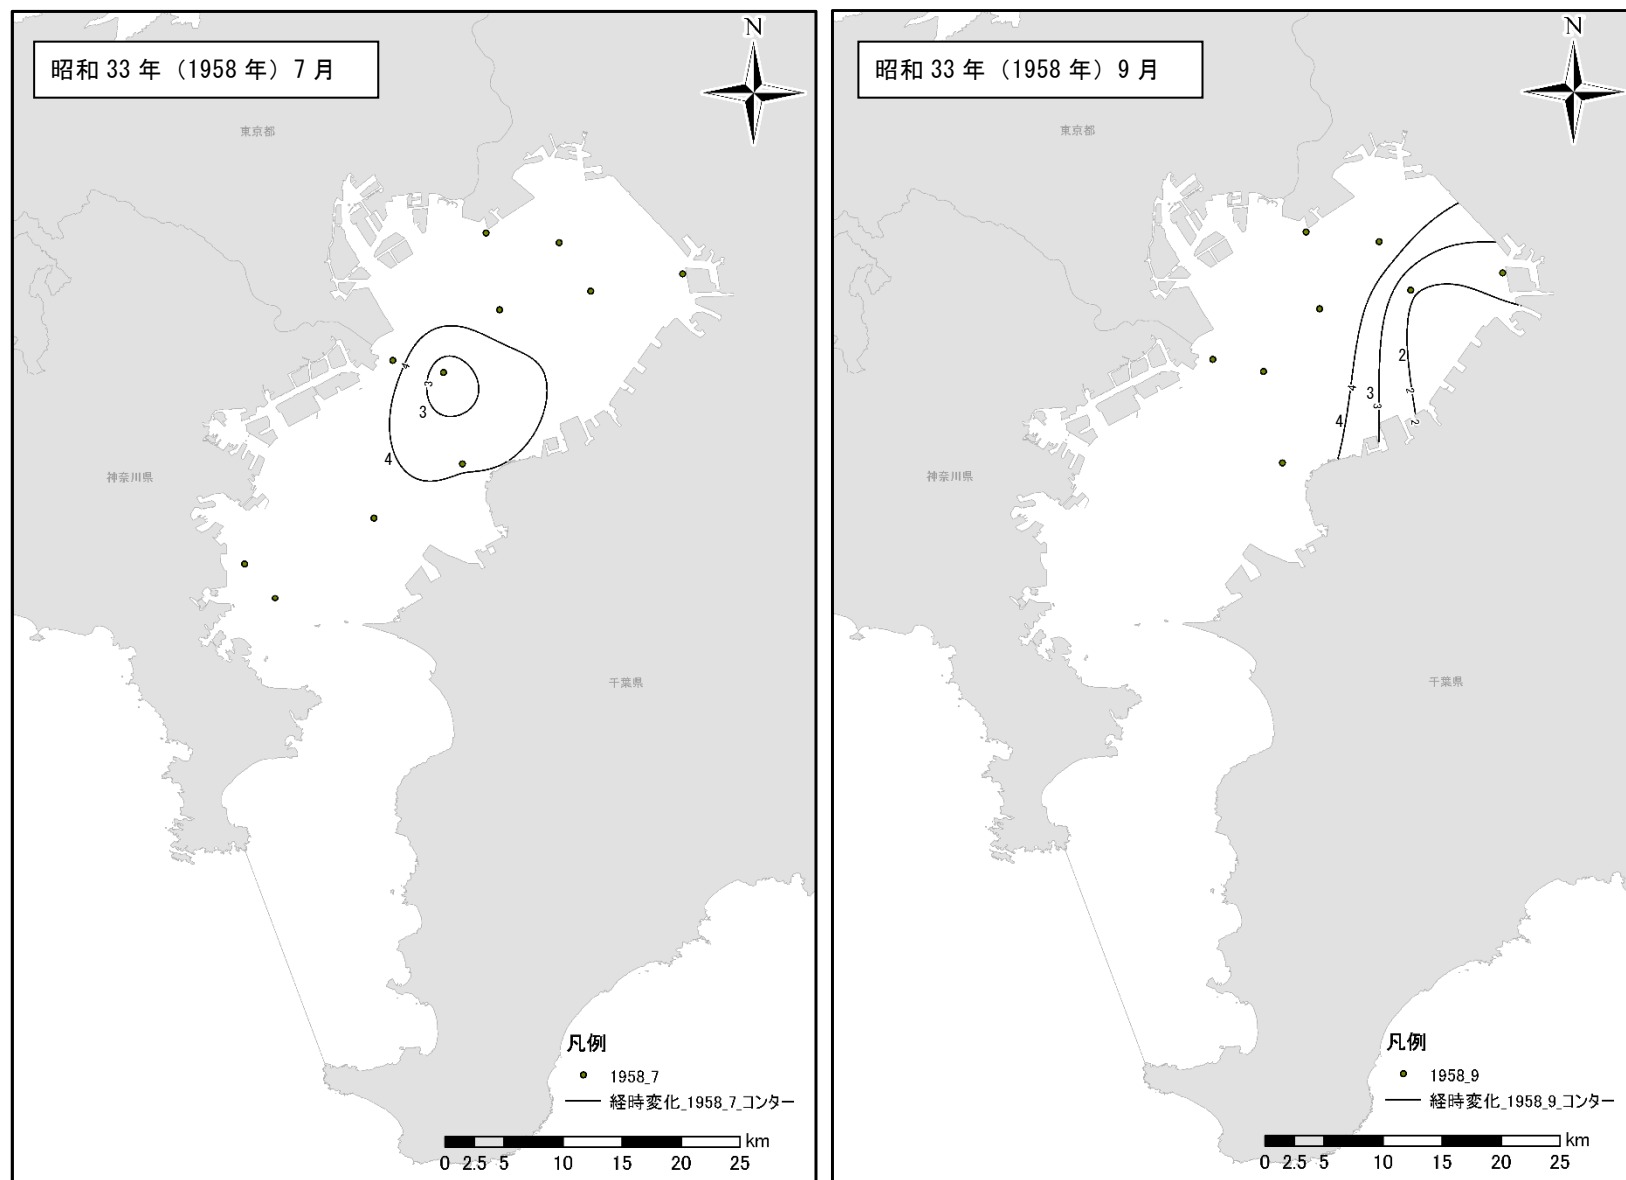 昭和 33 年（1958 年）7 月
N
東京都
4
3
3
4
神奈川県
千葉県
凡例
1958_7
経時変化_1958_7_コンター
km
0 2.5 5 10 15 20 25
昭和 33 年（1958 年）9 月
N
東京都
2
4
3
2
3
4
2
神奈川県
千葉県
凡例
1958_9
経時変化_1958_9_コンター
km
0 2.5 5 10 15 20 25